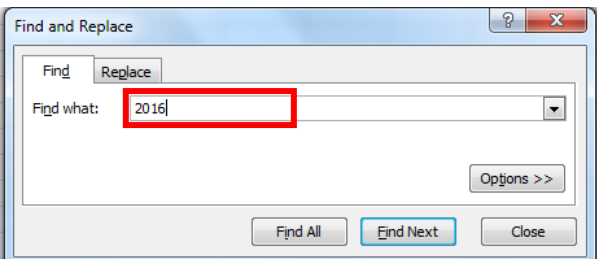 Find and Replace
Find Replace
Find what: 2016
Options >>
Find All Find Next Close